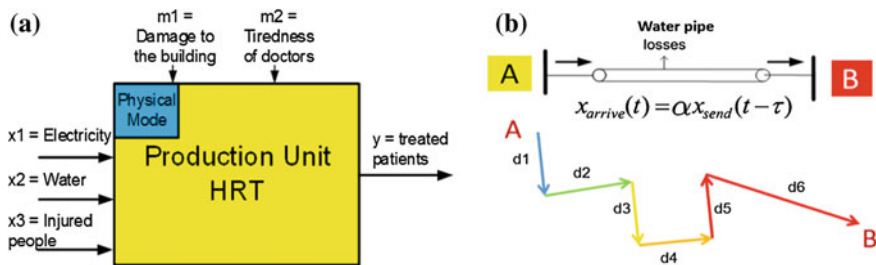 (a)
m1 =
Damage to
the building
m2 =
Tiredness
of doctors
Physical
Mode
x1 = Electricity
x2 = Water
x3 = Injured
people
Production Unit
HRT
y = treated
patients
(b)
Water pipe
losses
A
B
x_arrive(t) = αx_send(t−τ)
A
d1
d2
d3
d4
d5
d6
B